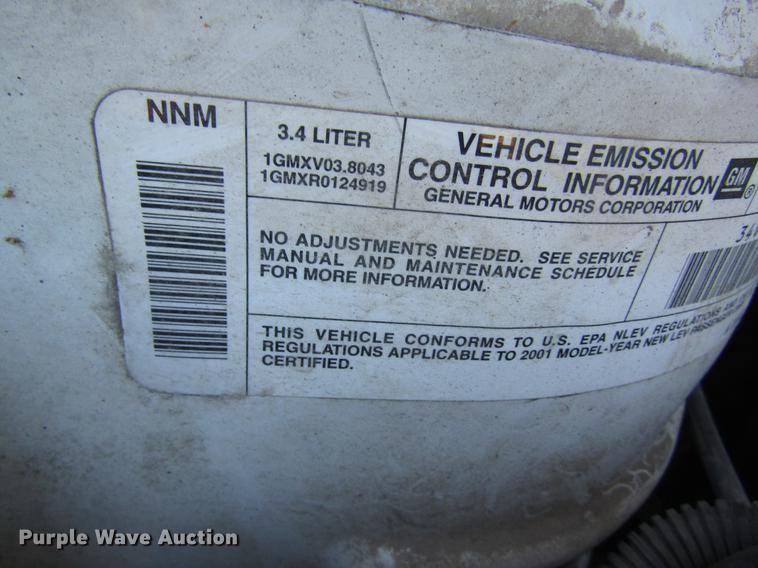 NNM
3.4 LITER
1GMXV03.8043
1GMXR0124919
VEHICLE EMISSION
CONTROL INFORMATION
GENERAL MOTORS CORPORATION
GM
®
NO ADJUSTMENTS NEEDED. SEE SERVICE
MANUAL AND MAINTENANCE SCHEDULE
FOR MORE INFORMATION.
THIS VEHICLE CONFORMS TO U.S. EPA NLEV REGULATIONS
REGULATIONS APPLICABLE TO 2001 MODEL-YEAR NEW LEV
CERTIFIED.
Purple Wave Auction®